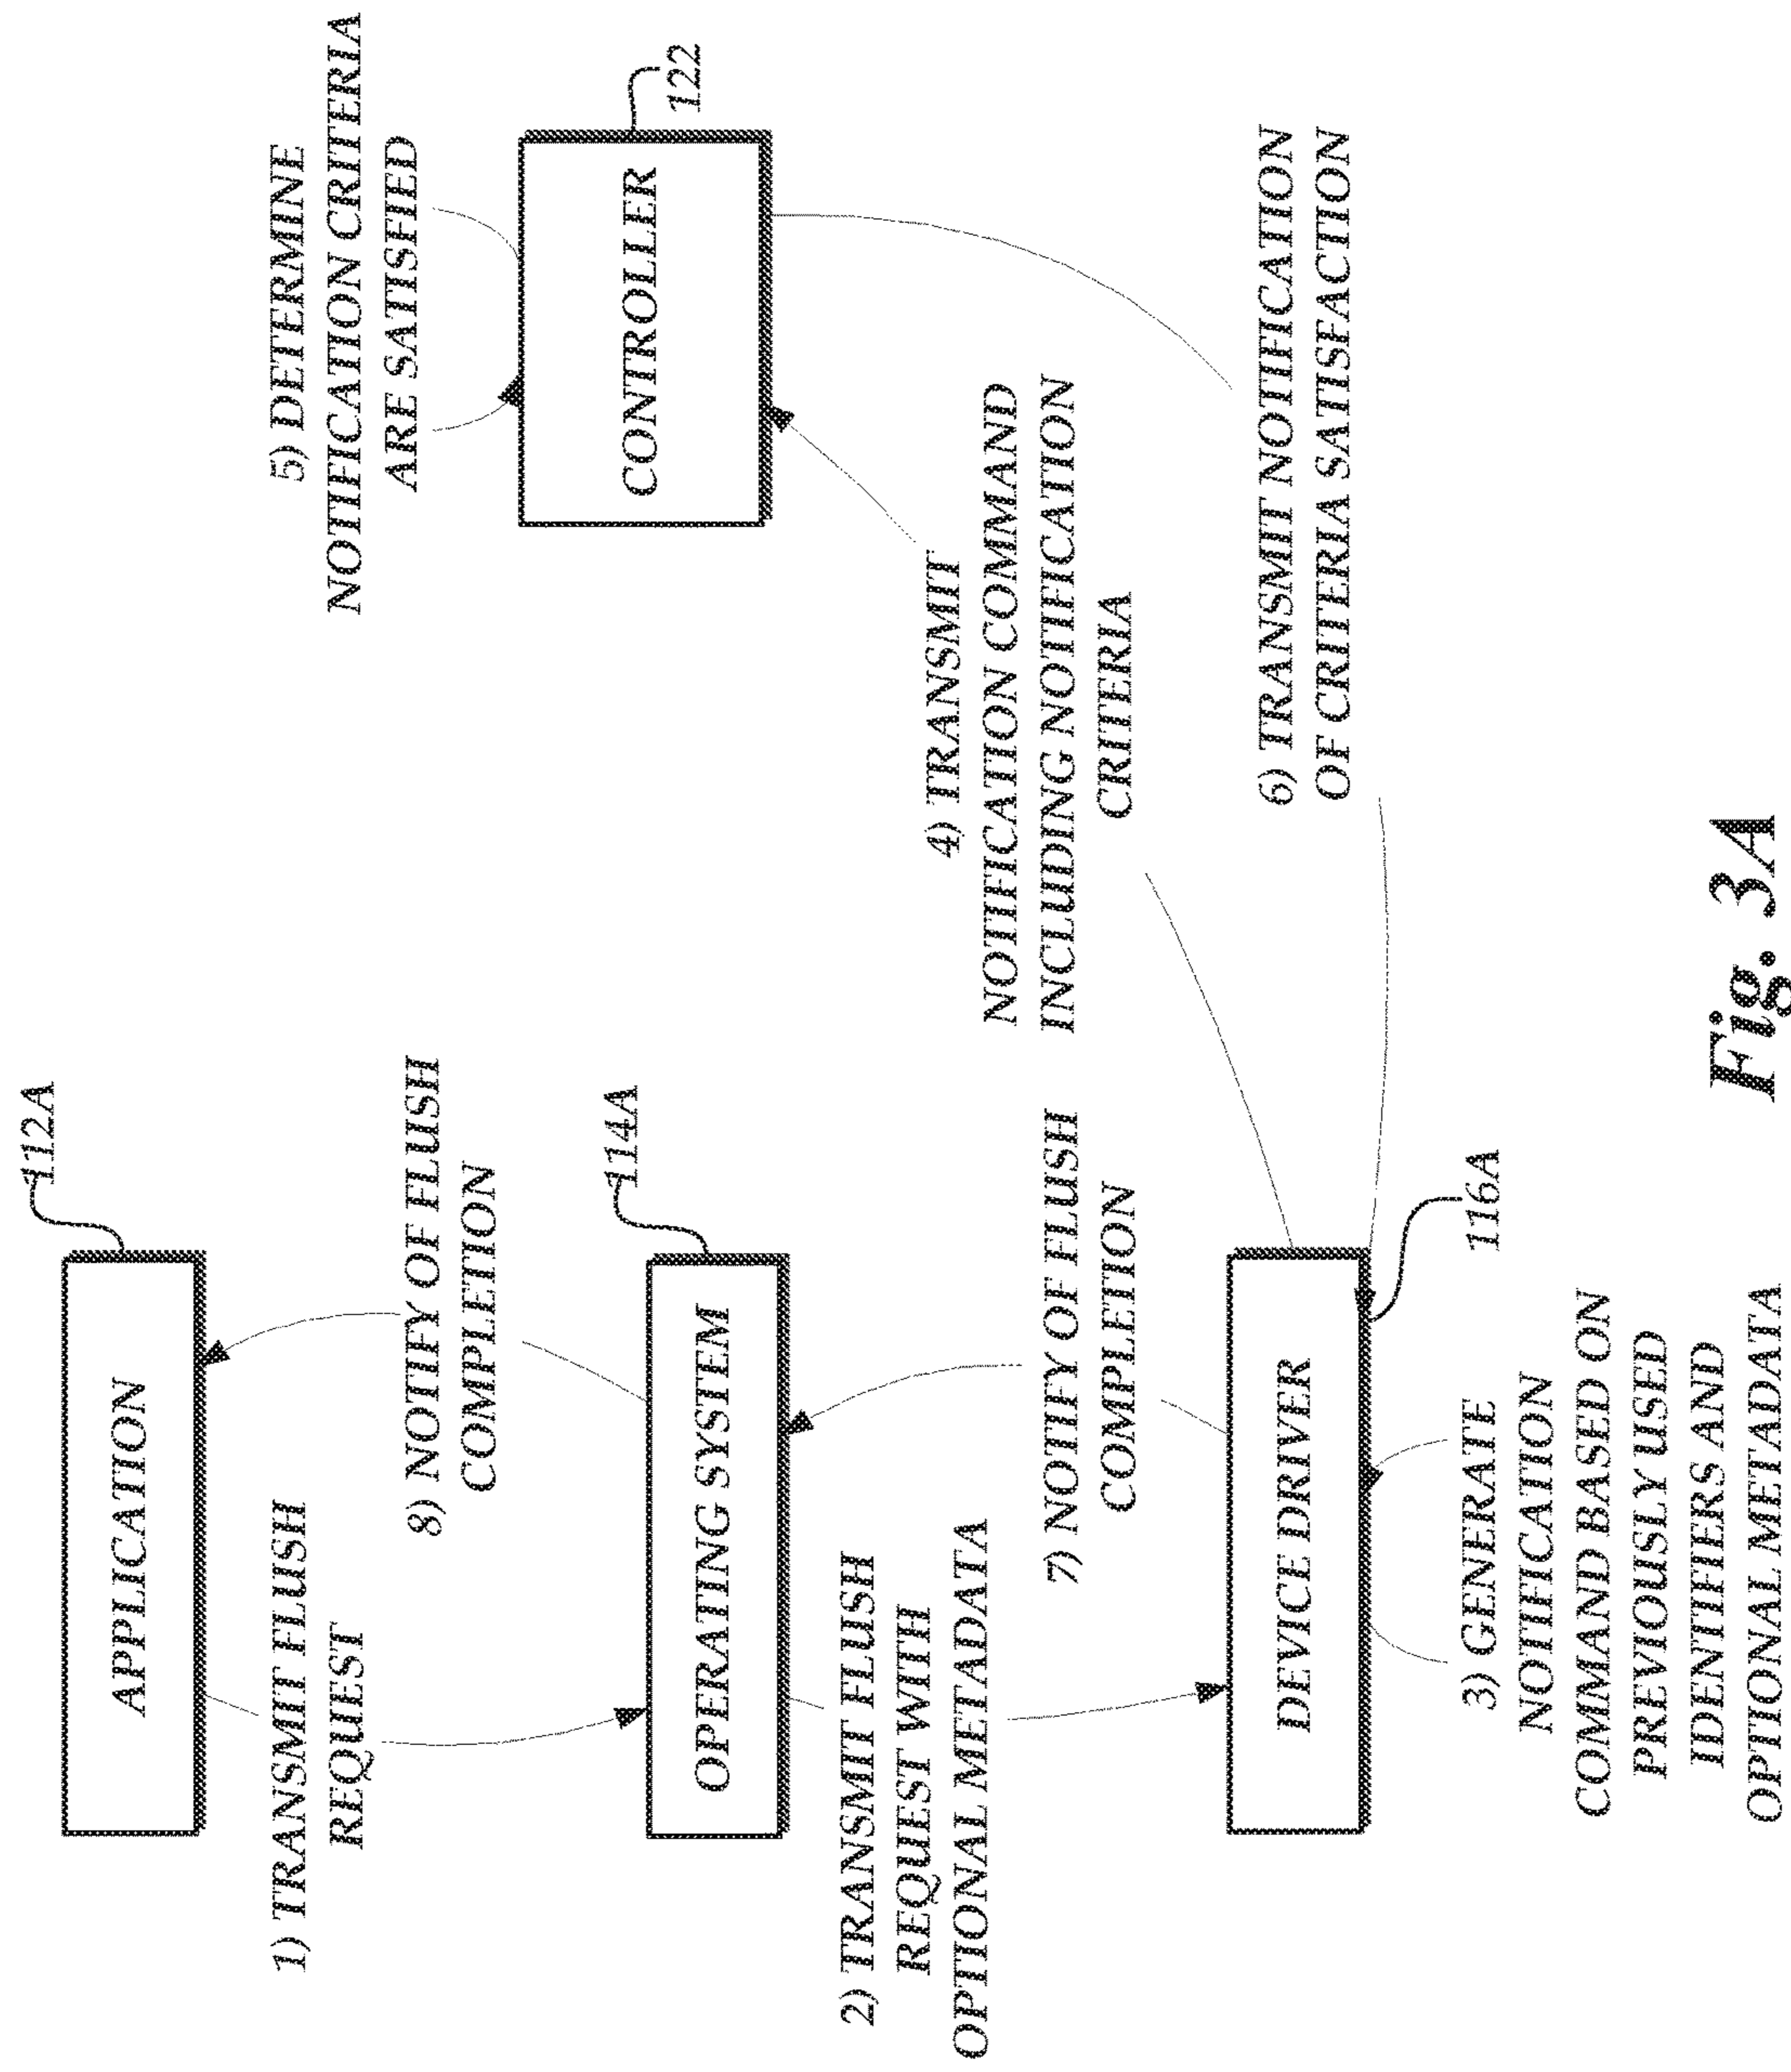 APPLICATION
112A
1) TRANSMIT FLUSH
REQUEST
8) NOTIFY OF FLUSH
COMPLETION
OPERATING SYSTEM
114A
2) TRANSMIT FLUSH
REQUEST WITH
OPTIONAL METADATA
7) NOTIFY OF FLUSH
COMPLETION
DEVICE DRIVER
116A
3) GENERATE
NOTIFICATION
COMMAND BASED ON
PREVIOUSLY USED
IDENTIFIERS AND
OPTIONAL METADATA
4) TRANSMIT
NOTIFICATION COMMAND
INCLUDING NOTIFICATION
CRITERIA
5) DETERMINE
NOTIFICATION CRITERIA
ARE SATISFIED
CONTROLLER
122
6) TRANSMIT NOTIFICATION
OF CRITERIA SATISFACTION
Fig. 3A